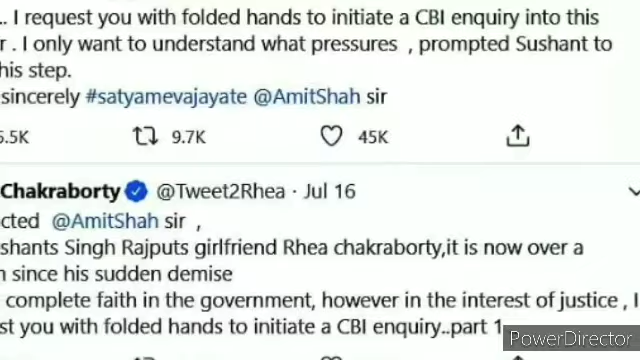 .. I request you with folded hands to initiate a CBI enquiry into this
r . I only want to understand what pressures , prompted Sushant to
his step.
sincerely #satyamevajayate @AmitShah sir
5.5K 9.7K 45K
Chakraborty @Tweet2Rhea · Jul 16
cted @AmitShah sir ,
shants Singh Rajputs girlfriend Rhea chakraborty,it is now over a
n since his sudden demise
complete faith in the government, however in the interest of justice , I
st you with folded hands to initiate a CBI enquiry..part 1
PowerDirector